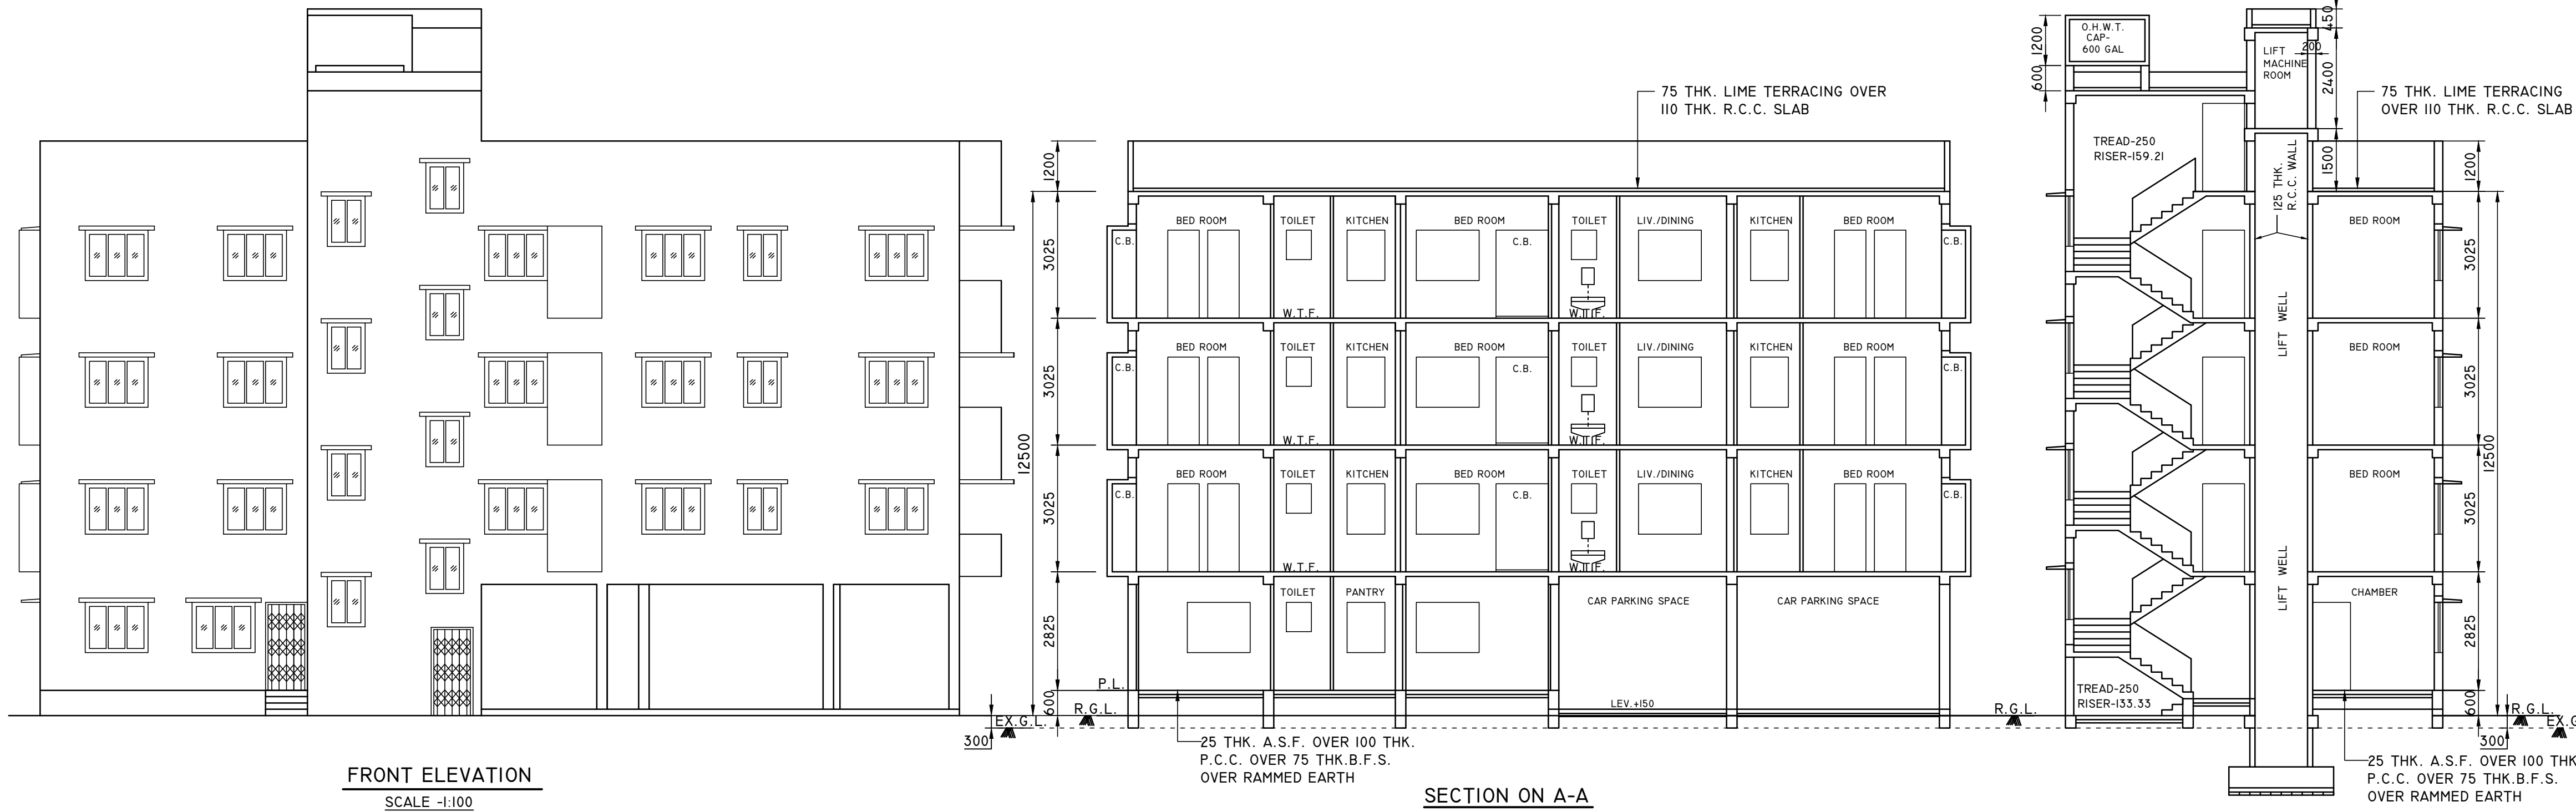 FRONT ELEVATION
SCALE -1:100
12500
300
EX.G.L.
R.G.L.
P.L.
1200
3025
3025
3025
2825
600
75 THK. LIME TERRACING OVER
110 THK. R.C.C. SLAB
BED ROOM TOILET KITCHEN BED ROOM TOILET LIV./DINING KITCHEN BED ROOM
C.B. C.B. C.B.
W.T.F. W.T.F.
BED ROOM TOILET KITCHEN BED ROOM TOILET LIV./DINING KITCHEN BED ROOM
C.B. C.B. C.B.
W.T.F. W.T.F.
BED ROOM TOILET KITCHEN BED ROOM TOILET LIV./DINING KITCHEN BED ROOM
C.B. C.B. C.B.
W.T.F. W.T.F.
TOILET PANTRY CAR PARKING SPACE CAR PARKING SPACE
LEV.+150
25 THK. A.S.F. OVER 100 THK.
P.C.C. OVER 75 THK.B.F.S.
OVER RAMMED EARTH
SECTION ON A-A
R.G.L.
1200
600
O.H.W.T.
CAP-
600 GAL
LIFT
MACHINE
ROOM
200
450
2400
1500
75 THK. LIME TERRACING
OVER 110 THK. R.C.C. SLAB
TREAD-250
RISER-159.21
125 THK.
R.C.C. WALL
1200
BED ROOM
3025
LIFT WELL
BED ROOM
3025
12500
BED ROOM
3025
LIFT WELL
CHAMBER
2825
TREAD-250
RISER-133.33
600
R.G.L.
EX.G
300
25 THK. A.S.F. OVER 100 THK
P.C.C. OVER 75 THK.B.F.S.
OVER RAMMED EARTH